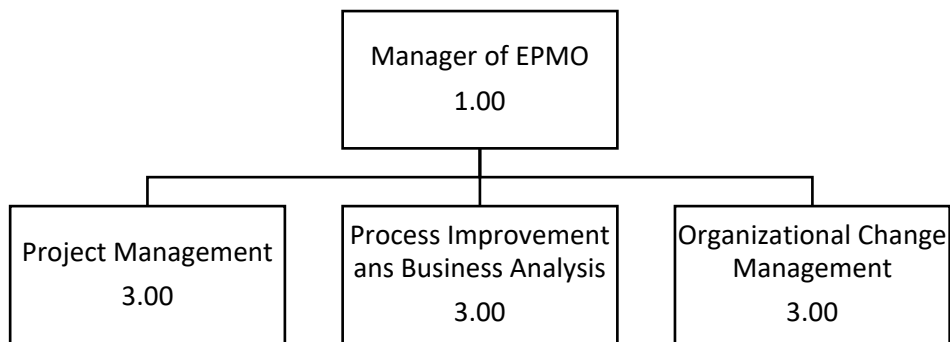 Manager of EPMO
1.00
Project Management
3.00
Process Improvement
ans Business Analysis
3.00
Organizational Change
Management
3.00